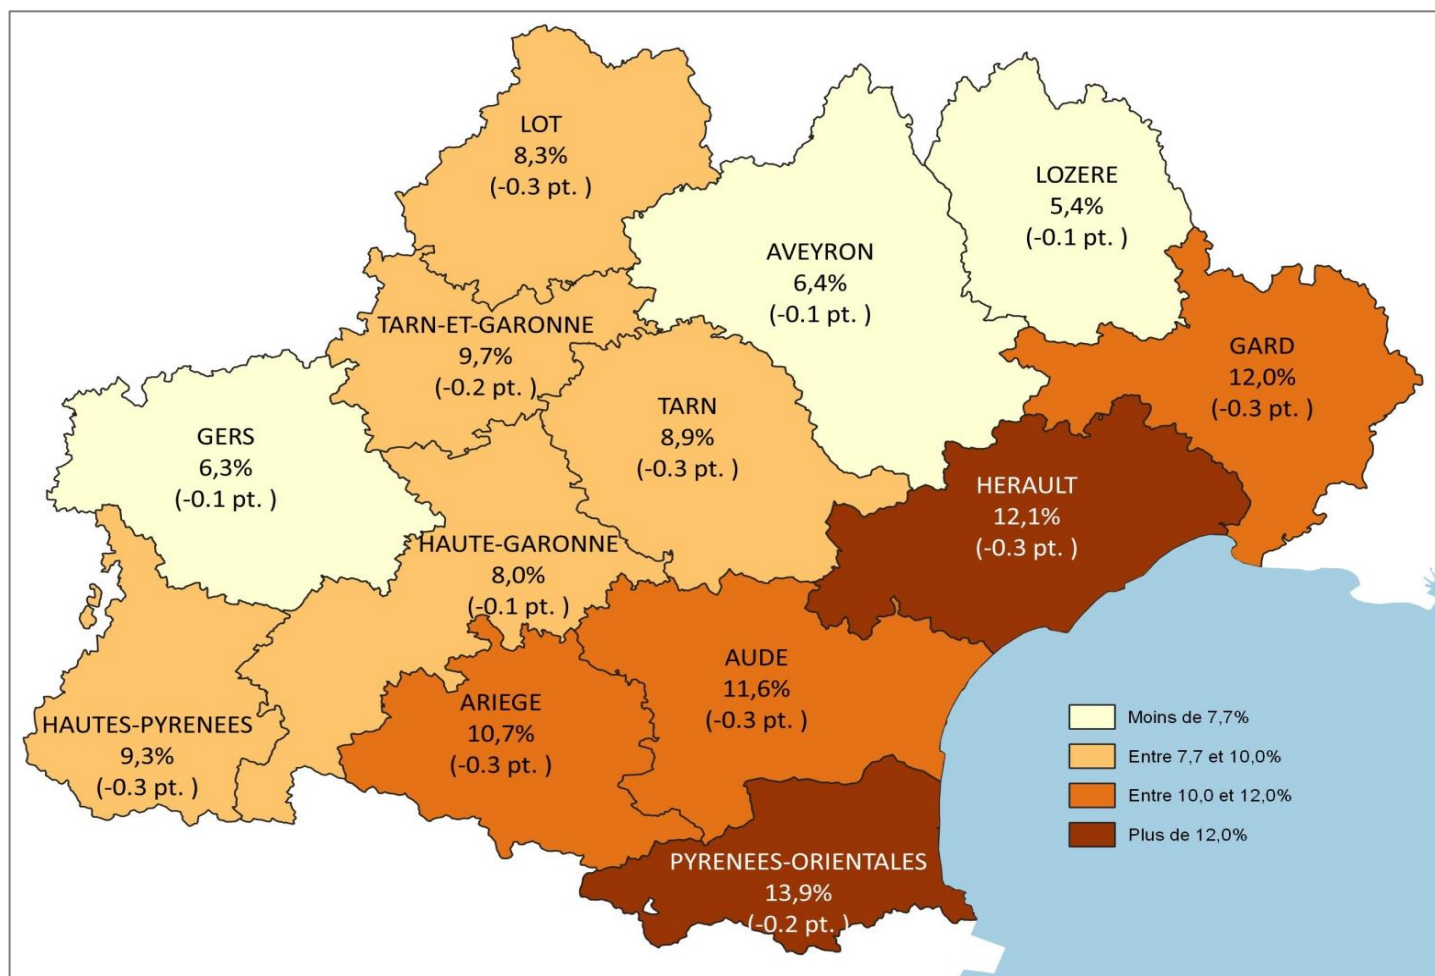 LOT
8,3%
(-0.3 pt. )
LOZERE
5,4%
(-0.1 pt. )
AVEYRON
6,4%
(-0.1 pt. )
TARN-ET-GARONNE
9,7%
(-0.2 pt. )
GARD
12,0%
(-0.3 pt. )
TARN
8,9%
(-0.3 pt. )
GERS
6,3%
(-0.1 pt. )
HERAULT
12,1%
(-0.3 pt. )
HAUTE-GARONNE
8,0%
(-0.1 pt. )
AUDE
11,6%
(-0.3 pt. )
ARIEGE
10,7%
(-0.3 pt. )
HAUTES-PYRENEES
9,3%
(-0.3 pt. )
PYRENEES-ORIENTALES
13,9%
(-0.2 pt. )
Moins de 7,7%
Entre 7,7 et 10,0%
Entre 10,0 et 12,0%
Plus de 12,0%